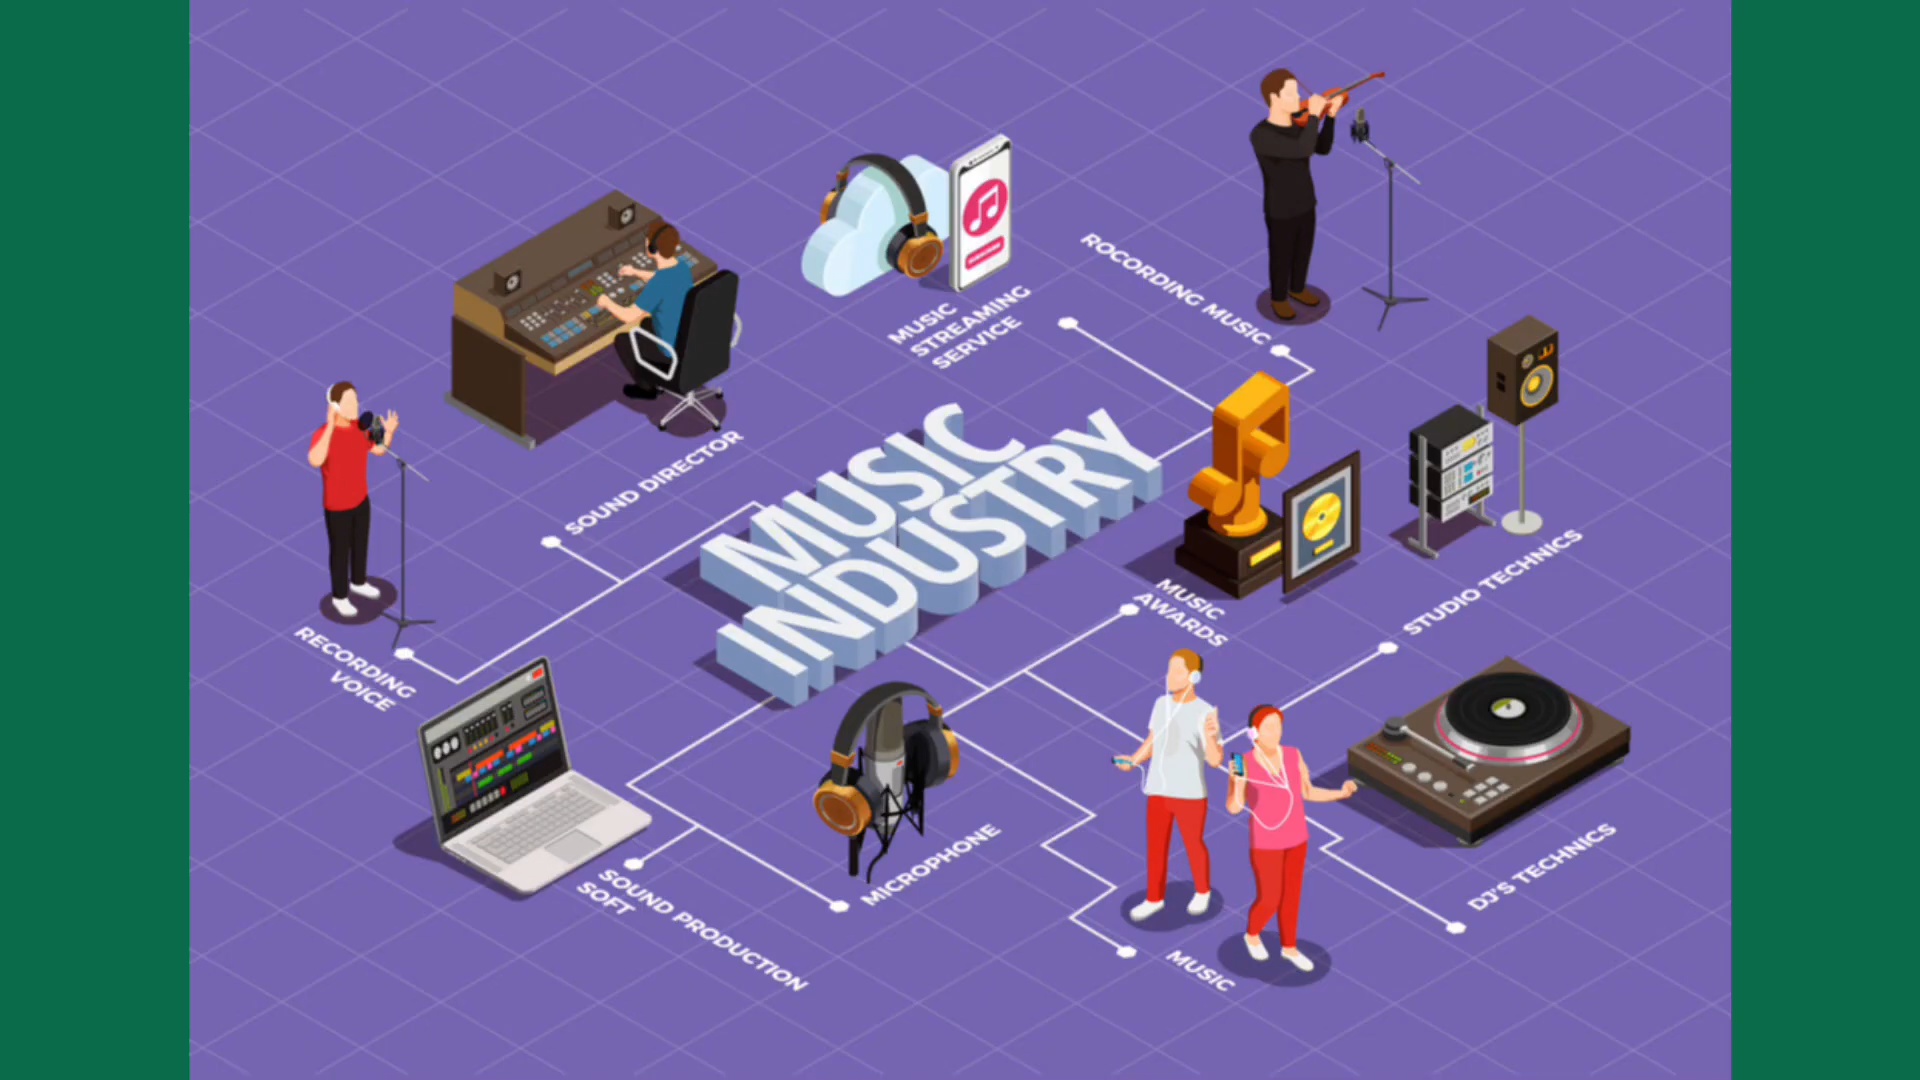 ROCORDING MUSIC
MUSIC
STREAMING
SERVICE
SOUND DIRECTOR
MUSIC
INDUSTRY
STUDIO TECHNICS
MUSIC
AWARDS
RECORDING
VOICE
MICROPHONE
DJ'S TECHNICS
SOUND PRODUCTION
SOFT
MUSIC